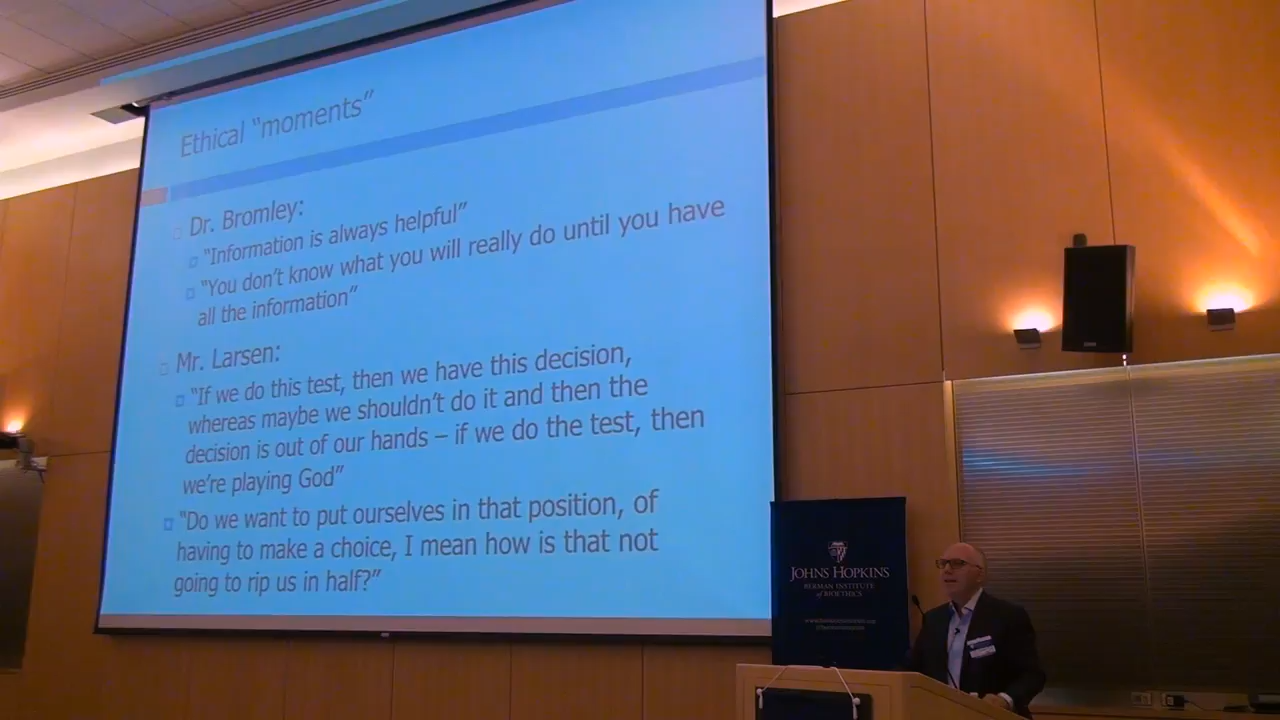 Ethical “moments”
Dr. Bromley:
“Information is always helpful”
“You don’t know what you will really do until you have
all the information”
Mr. Larsen:
“If we do this test, then we have this decision,
whereas maybe we shouldn’t do it and then the
decision is out of our hands – if we do the test, then
we’re playing God”
“Do we want to put ourselves in that position, of
having to make a choice, I mean how is that not
going to rip us in half?”
JOHNS HOPKINS
BERMAN INSTITUTE
of BIOETHICS